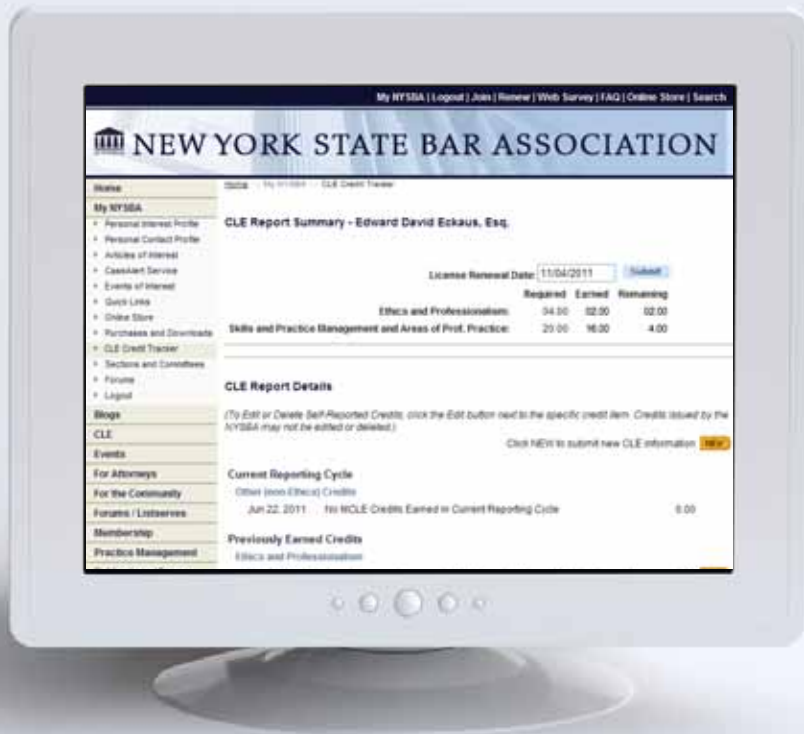 My NYSBA | Logout | Join | Renew | Web Survey | FAQ | Online Store | Search
NEW YORK STATE BAR ASSOCIATION
Home
My NYSBA
Personal Interest Profile
Personal Contact Profile
Articles of Interest
CaseAlert Service
Events of Interest
Quick Links
Online Store
Purchases and Downloads
CLE Credit Tracker
Sections and Committees
Forums
Logout
Blogs
CLE
Events
For Attorneys
For the Community
Forums / Listserves
Membership
Practice Management
Home My NYSBA CLE Credit Tracker
CLE Report Summary - Edward David Eckaus, Esq.
License Renewal Date: 11/04/2011 Submit
Required Earned Remaining
Ethics and Professionalism: 04.00 02.00 02.00
Skills and Practice Management and Areas of Prof. Practice: 20.00 16.00 4.00
CLE Report Details
(To Edit or Delete Self-Reported Credits, click the Edit button next to the specific credit item. Credits issued by the
NYSBA may not be edited or deleted.)
Click NEW to submit new CLE information NEW
Current Reporting Cycle
Other (non-Ethics) Credits
Jun 22, 2011 No MCLE Credits Earned in Current Reporting Cycle 0.00
Previously Earned Credits
Ethics and Professionalism